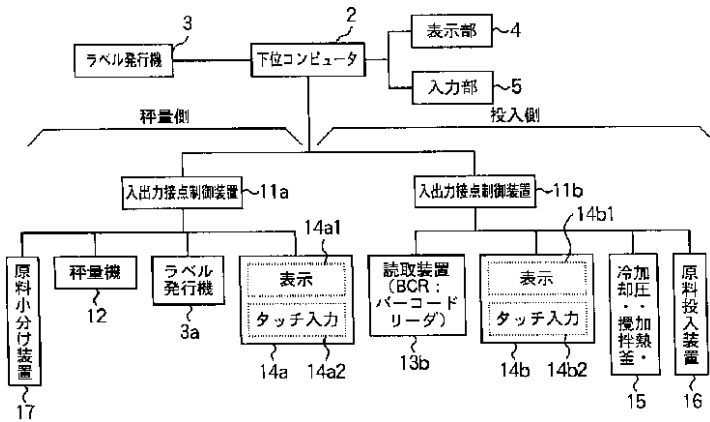 3
2
ラベル発行機
下位コンピュータ
表示部
4
入力部
5
秤量側
投入側
入出力接点制御装置
11a
入出力接点制御装置
11b
14a1
14b1
原料小分け装置
17
秤量機
12
ラベル
発行機
3a
表示
タッチ入力
14a
14a2
読取装置
(BCR:
バーコード
リーダ)
13b
表示
タッチ入力
14b
14b2
加圧・加熱・
冷却・攪拌釜
15
原料投入装置
16